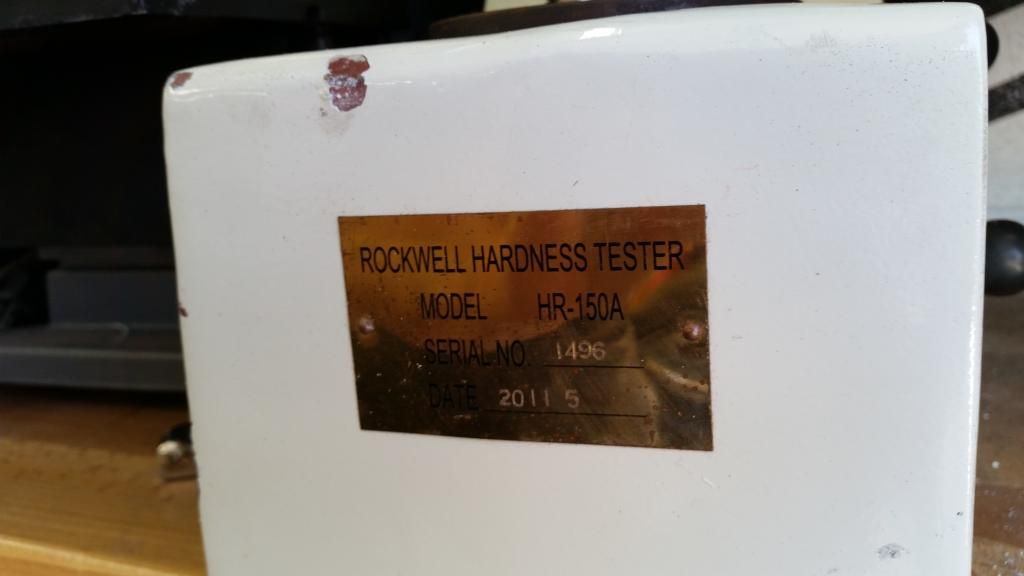 ROCKWELL HARDNESS TESTER
MODEL HR-150A
SERIAL NO. 1496
DATE 2011 5